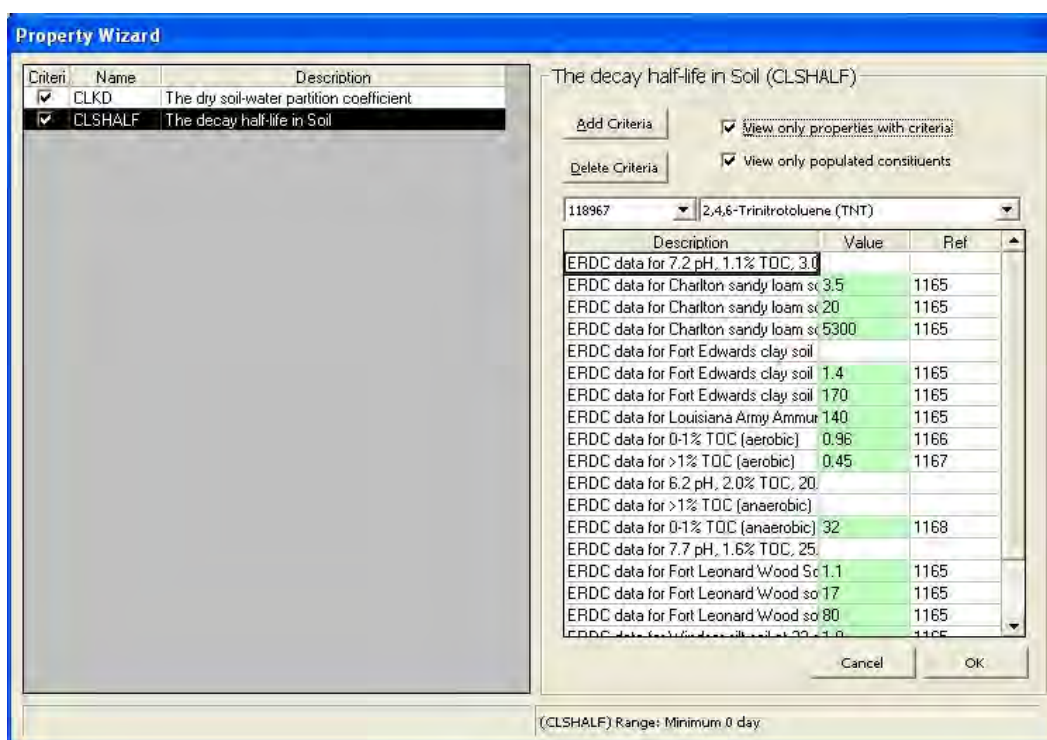 Property Wizard
Criteri Name Description
CLKD The dry soil-water partition coefficient
CLSHALF The decay half-life in Soil
The decay half-life in Soil (CLSHALF)
Add Criteria View only properties with criteria
Delete Criteria View only populated constituents
118967 2,4,6-Trinitrotoluene (TNT)
Description Value Ref
ERDC data for 7.2 pH, 1.1% TOC, 3.0
ERDC data for Charlton sandy loam s 3.5 1165
ERDC data for Charlton sandy loam s 20 1165
ERDC data for Charlton sandy loam s 5300 1165
ERDC data for Fort Edwards clay soil
ERDC data for Fort Edwards clay soil 1.4 1165
ERDC data for Fort Edwards clay soil 170 1165
ERDC data for Louisiana Army Ammur 140 1165
ERDC data for 0-1% TOC (aerobic) 0.96 1166
ERDC data for >1% TOC (aerobic) 0.45 1167
ERDC data for 6.2 pH, 2.0% TOC, 20.
ERDC data for >1% TOC (anaerobic)
ERDC data for 0-1% TOC (anaerobic) 32 1168
ERDC data for 7.7 pH, 1.6% TOC, 25.
ERDC data for Fort Leonard Wood So 1.1 1165
ERDC data for Fort Leonard Wood so 17 1165
ERDC data for Fort Leonard Wood so 80 1165
Cancel OK
(CLSHALF) Range: Minimum 0 day